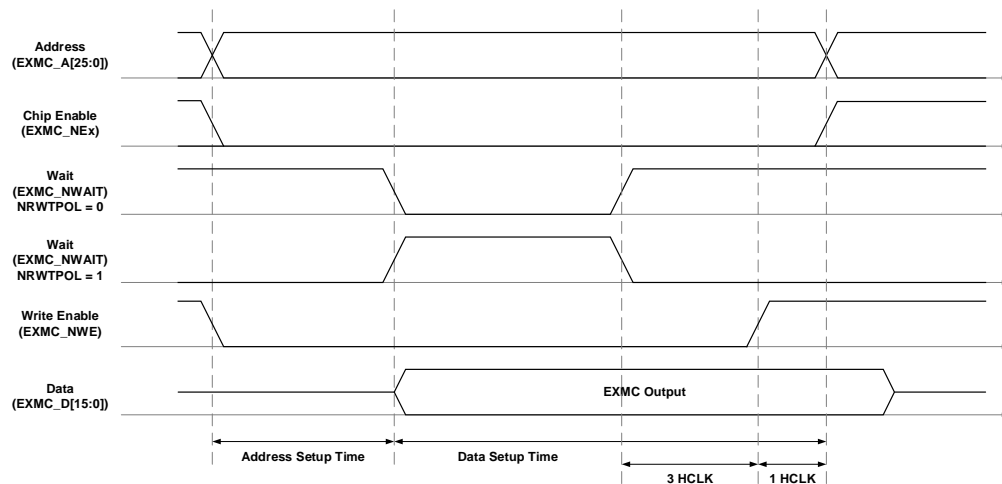 Address
(EXMC_A[25:0])
Chip Enable
(EXMC_NEx)
Wait
(EXMC_NWAIT)
NRWTPOL = 0
Wait
(EXMC_NWAIT)
NRWTPOL = 1
Write Enable
(EXMC_NWE)
Data
(EXMC_D[15:0])
EXMC Output
Address Setup Time
Data Setup Time
3 HCLK
1 HCLK